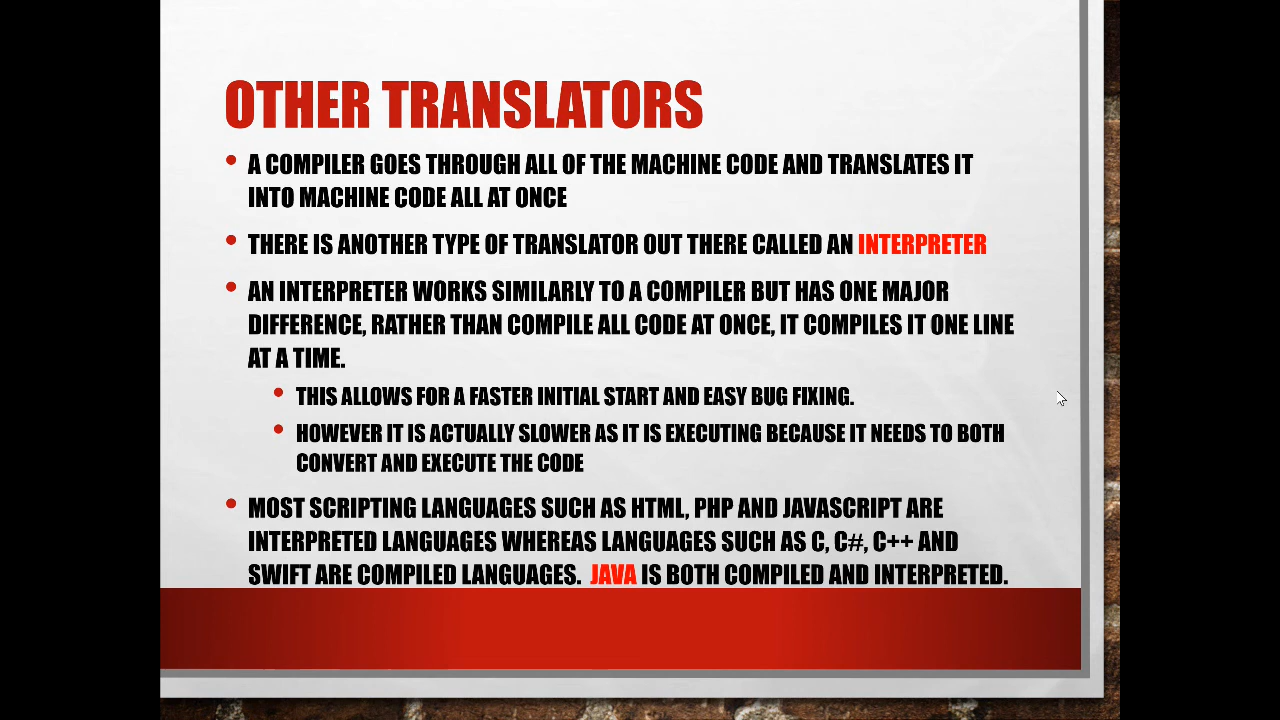 OTHER TRANSLATORS
• A COMPILER GOES THROUGH ALL OF THE MACHINE CODE AND TRANSLATES IT
INTO MACHINE CODE ALL AT ONCE
• THERE IS ANOTHER TYPE OF TRANSLATOR OUT THERE CALLED AN INTERPRETER
• AN INTERPRETER WORKS SIMILARLY TO A COMPILER BUT HAS ONE MAJOR
DIFFERENCE, RATHER THAN COMPILE ALL CODE AT ONCE, IT COMPILES IT ONE LINE
AT A TIME.
• THIS ALLOWS FOR A FASTER INITIAL START AND EASY BUG FIXING.
• HOWEVER IT IS ACTUALLY SLOWER AS IT IS EXECUTING BECAUSE IT NEEDS TO BOTH
CONVERT AND EXECUTE THE CODE
• MOST SCRIPTING LANGUAGES SUCH AS HTML, PHP AND JAVASCRIPT ARE
INTERPRETED LANGUAGES WHEREAS LANGUAGES SUCH AS C, C#, C++ AND
SWIFT ARE COMPILED LANGUAGES. JAVA IS BOTH COMPILED AND INTERPRETED.